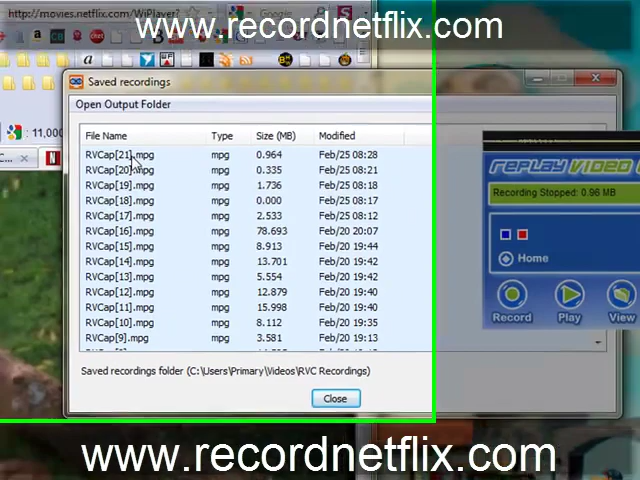 www.recordnetflix.com
http://movies.netflix.com/WiPlayer?
Google
Saved recordings
Open Output Folder
File Name Type Size (MB) Modified
RVCap[21].mpg mpg 0.964 Feb/25 08:28
RVCap[20].mpg mpg 0.335 Feb/25 08:21
RVCap[19].mpg mpg 1.736 Feb/25 08:18
RVCap[18].mpg mpg 0.000 Feb/25 08:17
RVCap[17].mpg mpg 2.533 Feb/25 08:12
RVCap[16].mpg mpg 78.693 Feb/20 20:07
RVCap[15].mpg mpg 8.913 Feb/20 19:44
RVCap[14].mpg mpg 13.701 Feb/20 19:42
RVCap[13].mpg mpg 5.554 Feb/20 19:42
RVCap[12].mpg mpg 12.879 Feb/20 19:40
RVCap[11].mpg mpg 15.998 Feb/20 19:40
RVCap[10].mpg mpg 8.112 Feb/20 19:35
RVCap[9].mpg mpg 3.581 Feb/20 19:13
Saved recordings folder (C:\Users\Primary\Videos\RVC Recordings)
Close
11,000
REPLAY VIDEO
Recording Stopped: 0.96 MB
Home
Record Play View
www.recordnetflix.com